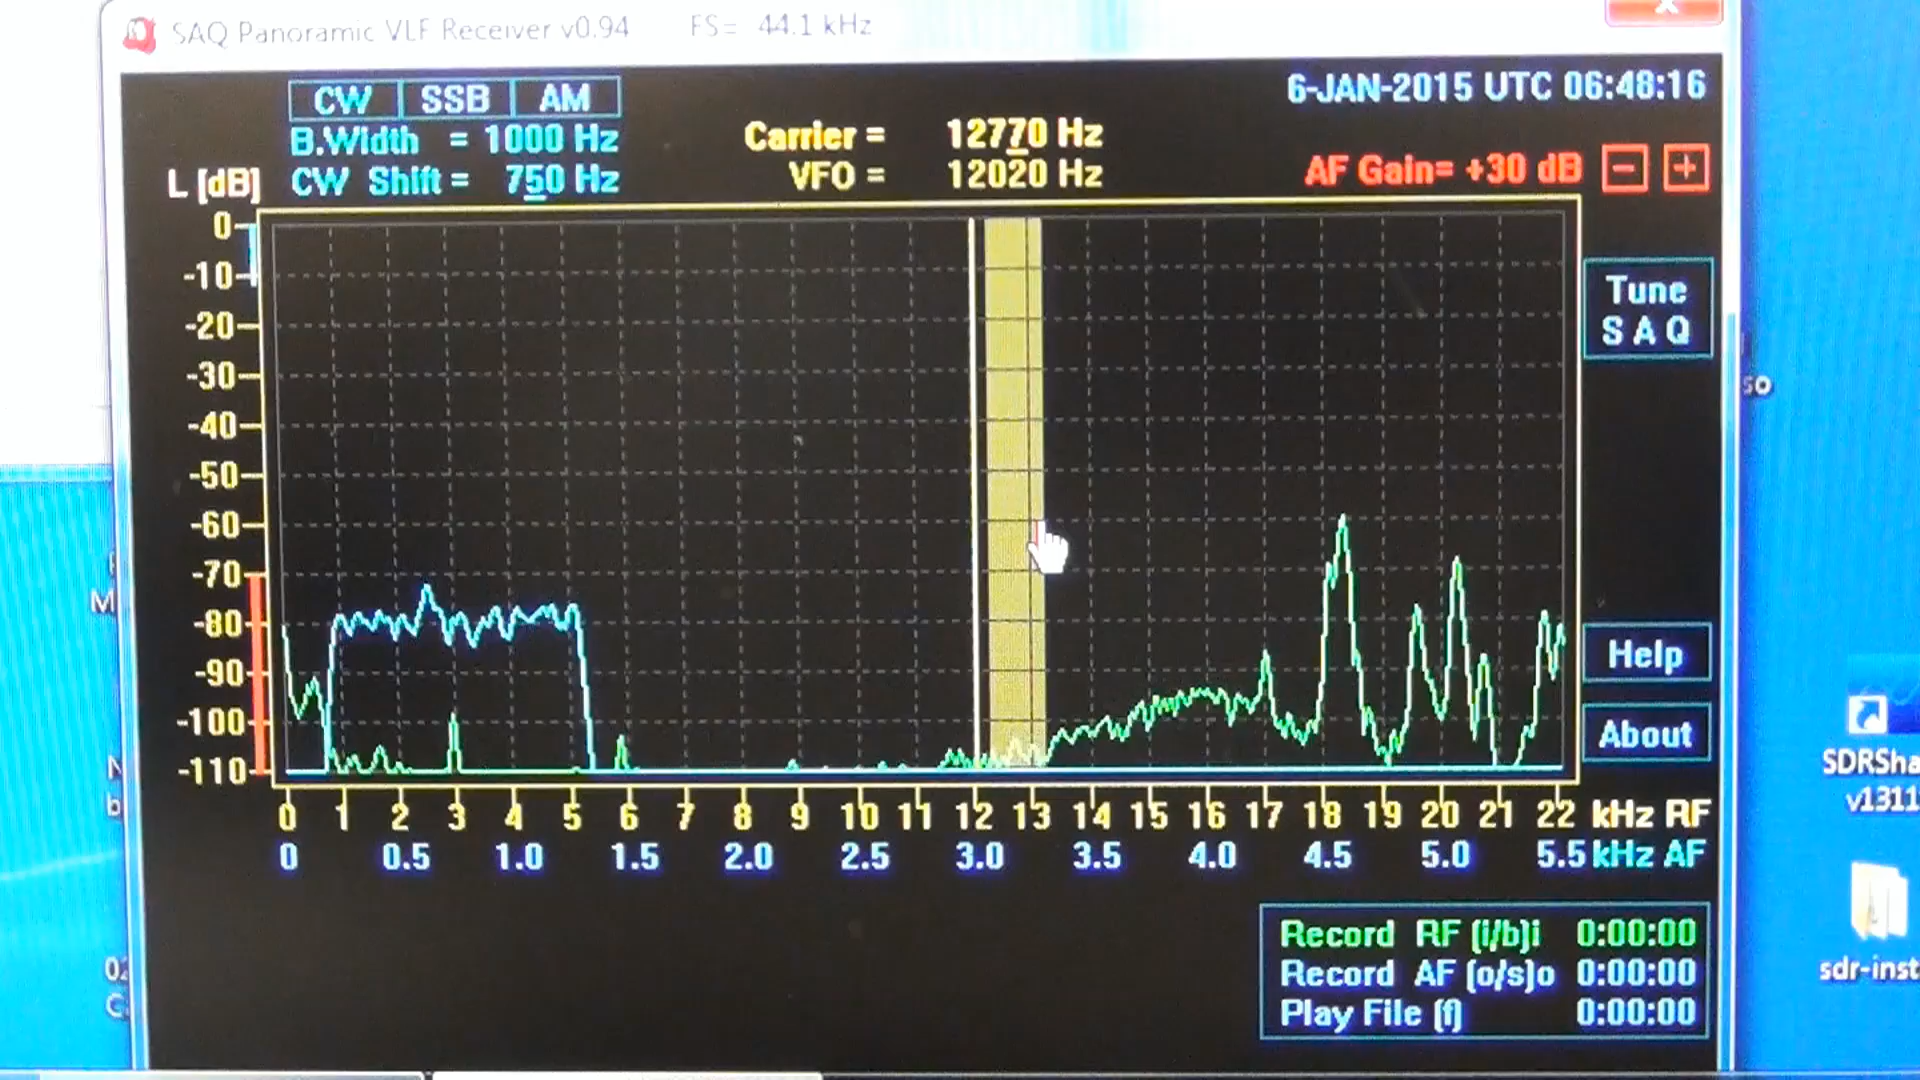 SAQ Panoramic VLF Receiver v0.94 FS= 44.1 kHz
X
CW SSB AM
6-JAN-2015 UTC 06:48:16
B.Width = 1000 Hz
Carrier = 12770 Hz
L [dB] CW Shift = 750 Hz
VFO = 12020 Hz
AF Gain= +30 dB - +
0
-10
-20
-30
-40
-50
-60
-70
-80
-90
-100
-110
Tune
S A Q
so
Help
About
0 1 2 3 4 5 6 7 8 9 10 11 12 13 14 15 16 17 18 19 20 21 22 kHz RF
0 0.5 1.0 1.5 2.0 2.5 3.0 3.5 4.0 4.5 5.0 5.5 kHz AF
Record RF (i/b)i 0:00:00
Record AF (o/s)o 0:00:00
Play File (f) 0:00:00
M
N
b
02
C
SDRSha
v1311
sdr-inst